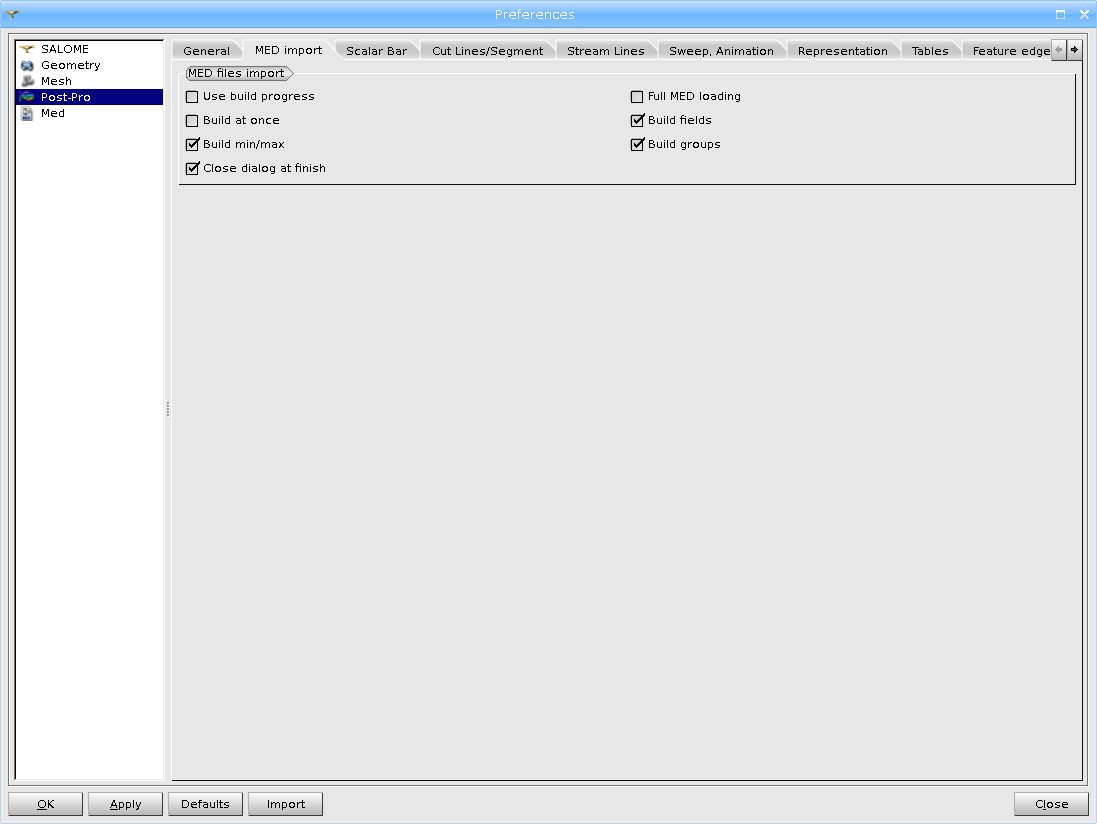 Preferences
SALOME
Geometry
Mesh
Post-Pro
Med
General MED import Scalar Bar Cut Lines/Segment Stream Lines Sweep, Animation Representation Tables Feature edge
MED files import
Use build progress Full MED loading
Build at once Build fields
Build min/max Build groups
Close dialog at finish
OK Apply Defaults Import Close